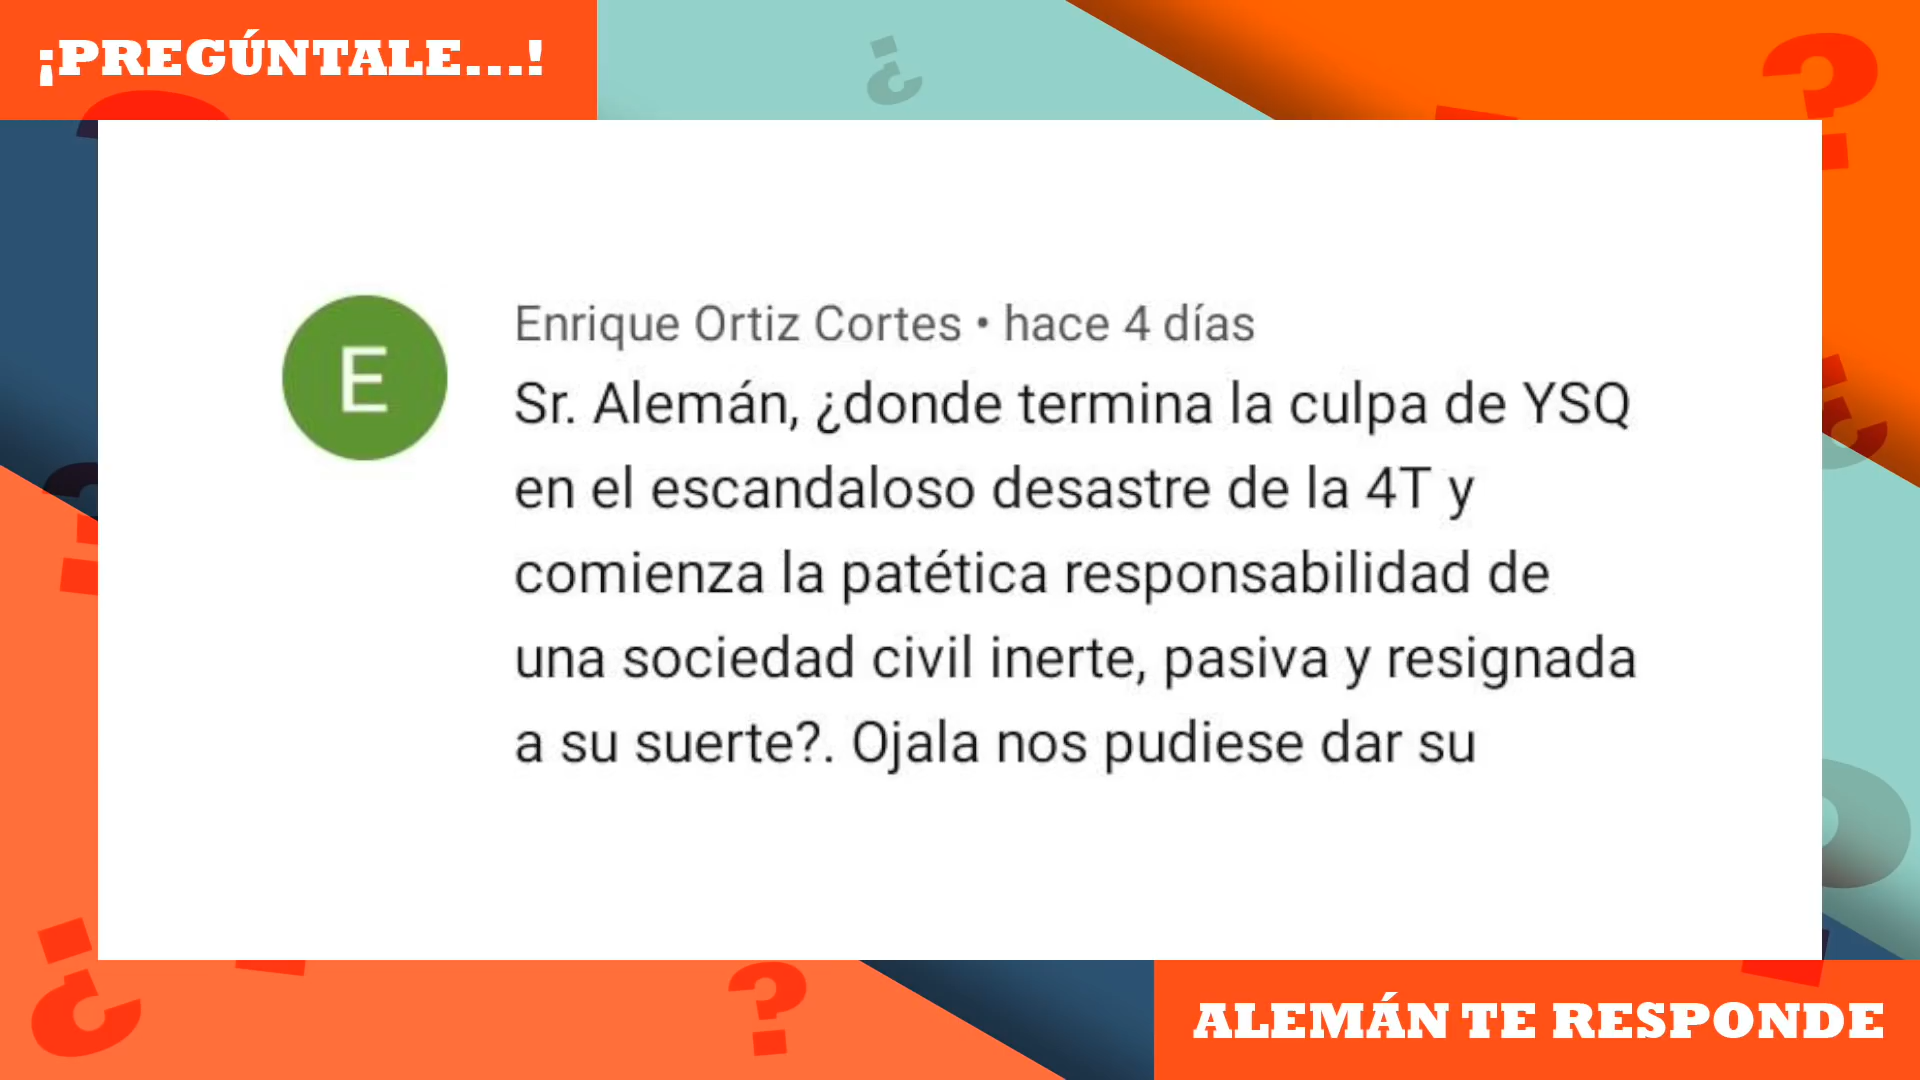 ¡PREGÚNTALE...!
E
Enrique Ortiz Cortes • hace 4 días
Sr. Alemán, ¿donde termina la culpa de YSQ
en el escandaloso desastre de la 4T y
comienza la patética responsabilidad de
una sociedad civil inerte, pasiva y resignada
a su suerte?. Ojala nos pudiese dar su
ALEMÁN TE RESPONDE